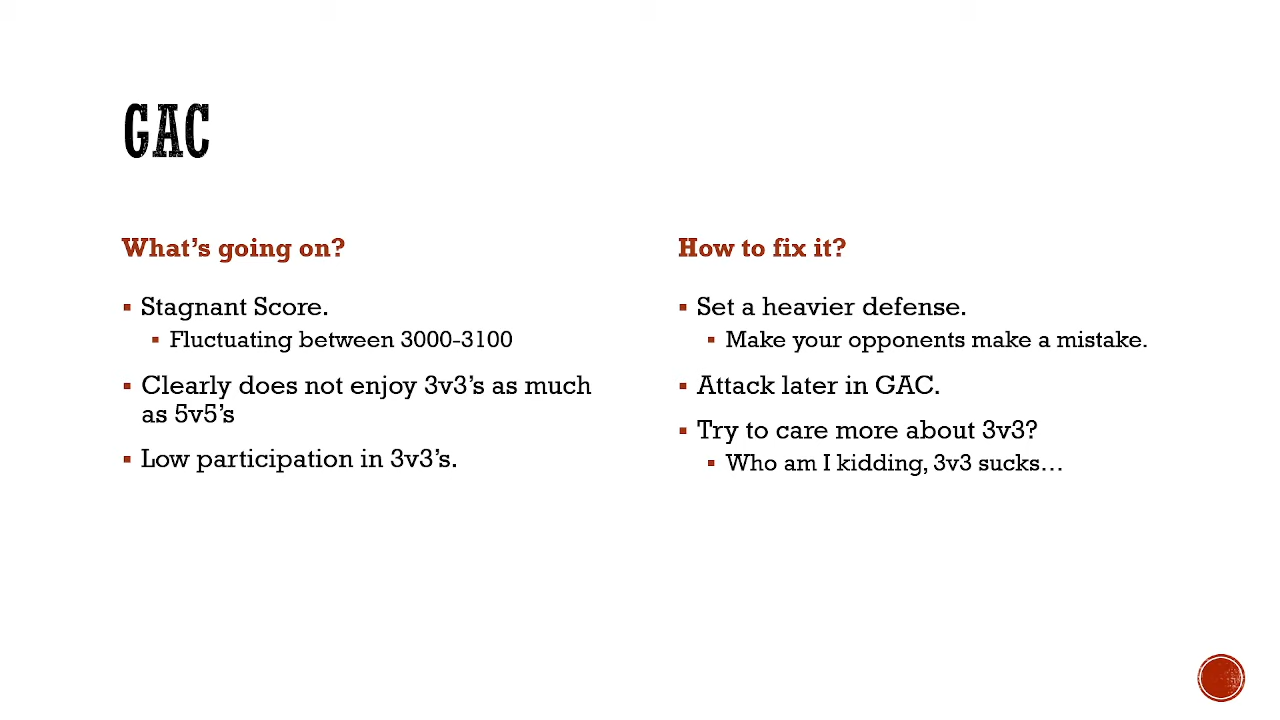 GAC
What's going on?
▪ Stagnant Score.
▪ Fluctuating between 3000-3100
▪ Clearly does not enjoy 3v3's as much
as 5v5's
▪ Low participation in 3v3's.
How to fix it?
▪ Set a heavier defense.
▪ Make your opponents make a mistake.
▪ Attack later in GAC.
▪ Try to care more about 3v3?
▪ Who am I kidding, 3v3 sucks…